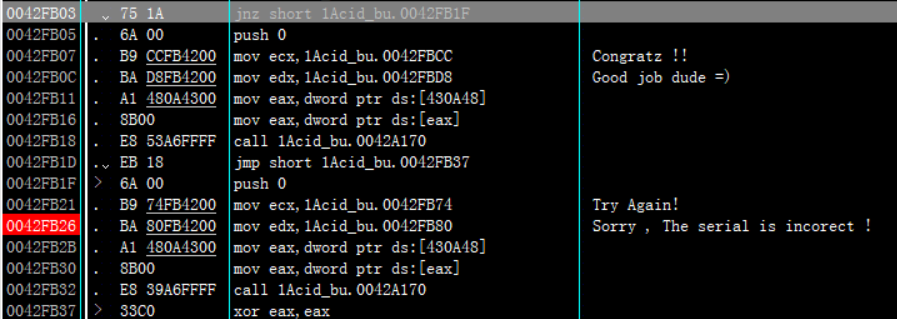 0042FB03 . 75 1A jnz short 1Acid_bu.0042FB1F
0042FB05 . 6A 00 push 0
0042FB07 . B9 CCFB4200 mov ecx,1Acid_bu.0042FBCC Congratz !!
0042FB0C . BA D8FB4200 mov edx,1Acid_bu.0042FBD8 Good job dude =)
0042FB11 . A1 480A4300 mov eax,dword ptr ds:[430A48]
0042FB16 . 8B00 mov eax,dword ptr ds:[eax]
0042FB18 . E8 53A6FFFF call 1Acid_bu.0042A170
0042FB1D . EB 18 jmp short 1Acid_bu.0042FB37
0042FB1F > 6A 00 push 0
0042FB21 . B9 74FB4200 mov ecx,1Acid_bu.0042FB74 Try Again!
0042FB26 . BA 80FB4200 mov edx,1Acid_bu.0042FB80 Sorry , The serial is incorect !
0042FB2B . A1 480A4300 mov eax,dword ptr ds:[430A48]
0042FB30 . 8B00 mov eax,dword ptr ds:[eax]
0042FB32 . E8 39A6FFFF call 1Acid_bu.0042A170
0042FB37 > 33C0 xor eax,eax